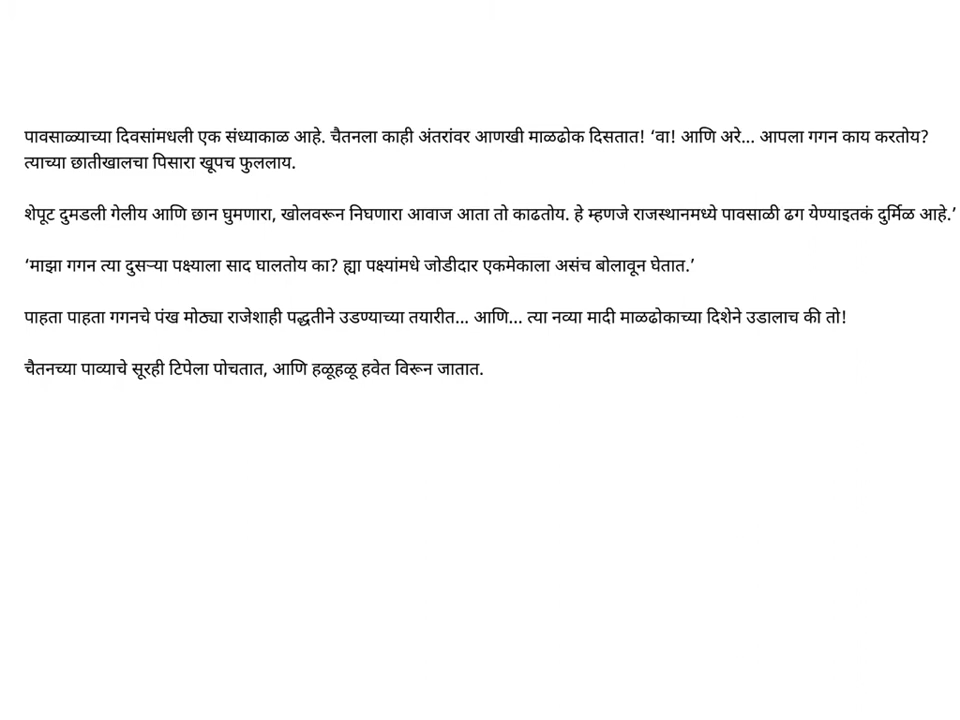 पावसाळ्याच्या दिवसांमधली एक संध्याकाळ आहे. चैतनला काही अंतरांवर आणखी माळढोक दिसतात! ‘वा! आणि अरे... आपला गगन काय करतोय?
त्याच्या छातीखालचा पिसारा खूपच फुललाय.
शेपूट दुमडली गेलीय आणि छान घुमणारा, खोलवरून निघणारा आवाज आता तो काढतोय. हे म्हणजे राजस्थानमध्ये पावसाळी ढग येण्याइतकं दुर्मिळ आहे.’
‘माझा गगन त्या दुसऱ्या पक्ष्याला साद घालतोय का? ह्या पक्ष्यांमधे जोडीदार एकमेकाला असंच बोलावून घेतात.’
पाहता पाहता गगनचे पंख मोठ्या राजेशाही पद्धतीने उडण्याच्या तयारीत... आणि... त्या नव्या मादी माळढोकाच्या दिशेने उडालाच की तो!
चैतनच्या पाव्याचे सूरही टिपेला पोचतात, आणि हळूहळू हवेत विरून जातात.